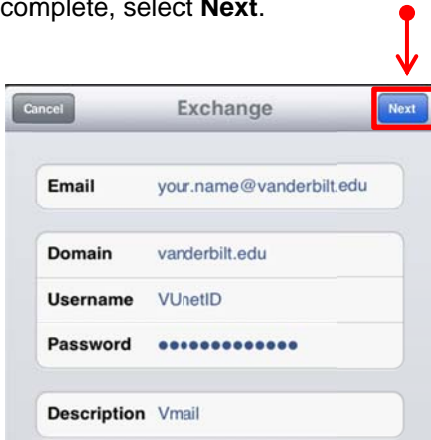 complete, select Next.
Cancel Exchange Next
Email your.name@vanderbilt.edu
Domain vanderbilt.edu
Username VUnetID
Password ●●●●●●●●●●●●●
Description Vmail